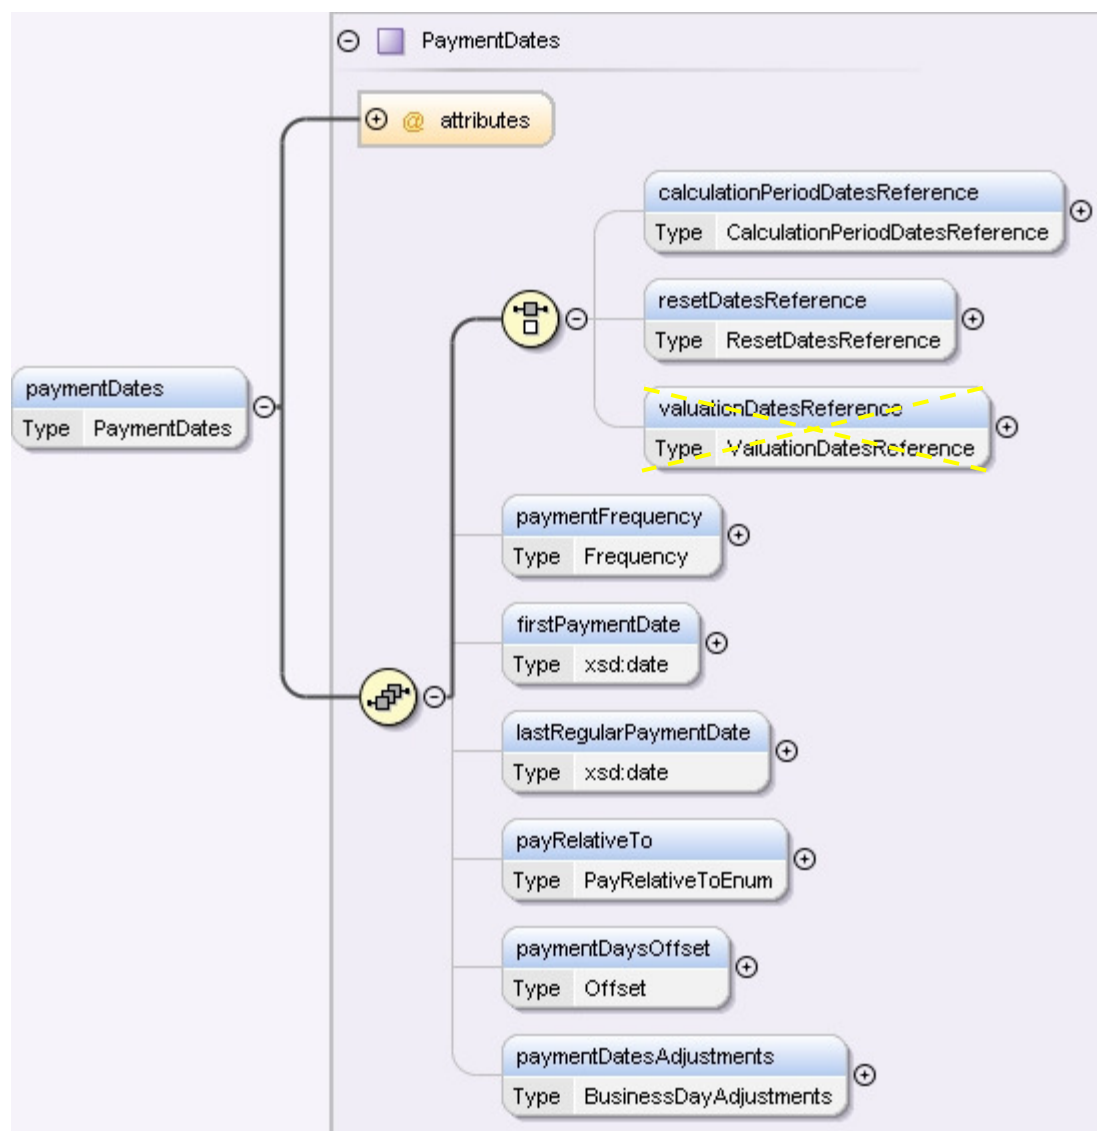 PaymentDates
@ attributes
calculationPeriodDatesReference
Type CalculationPeriodDatesReference
resetDatesReference
Type ResetDatesReference
valuationDatesReference
Type ValuationDatesReference
paymentDates
Type PaymentDates
paymentFrequency
Type Frequency
firstPaymentDate
Type xsd:date
lastRegularPaymentDate
Type xsd:date
payRelativeTo
Type PayRelativeToEnum
paymentDaysOffset
Type Offset
paymentDatesAdjustments
Type BusinessDayAdjustments